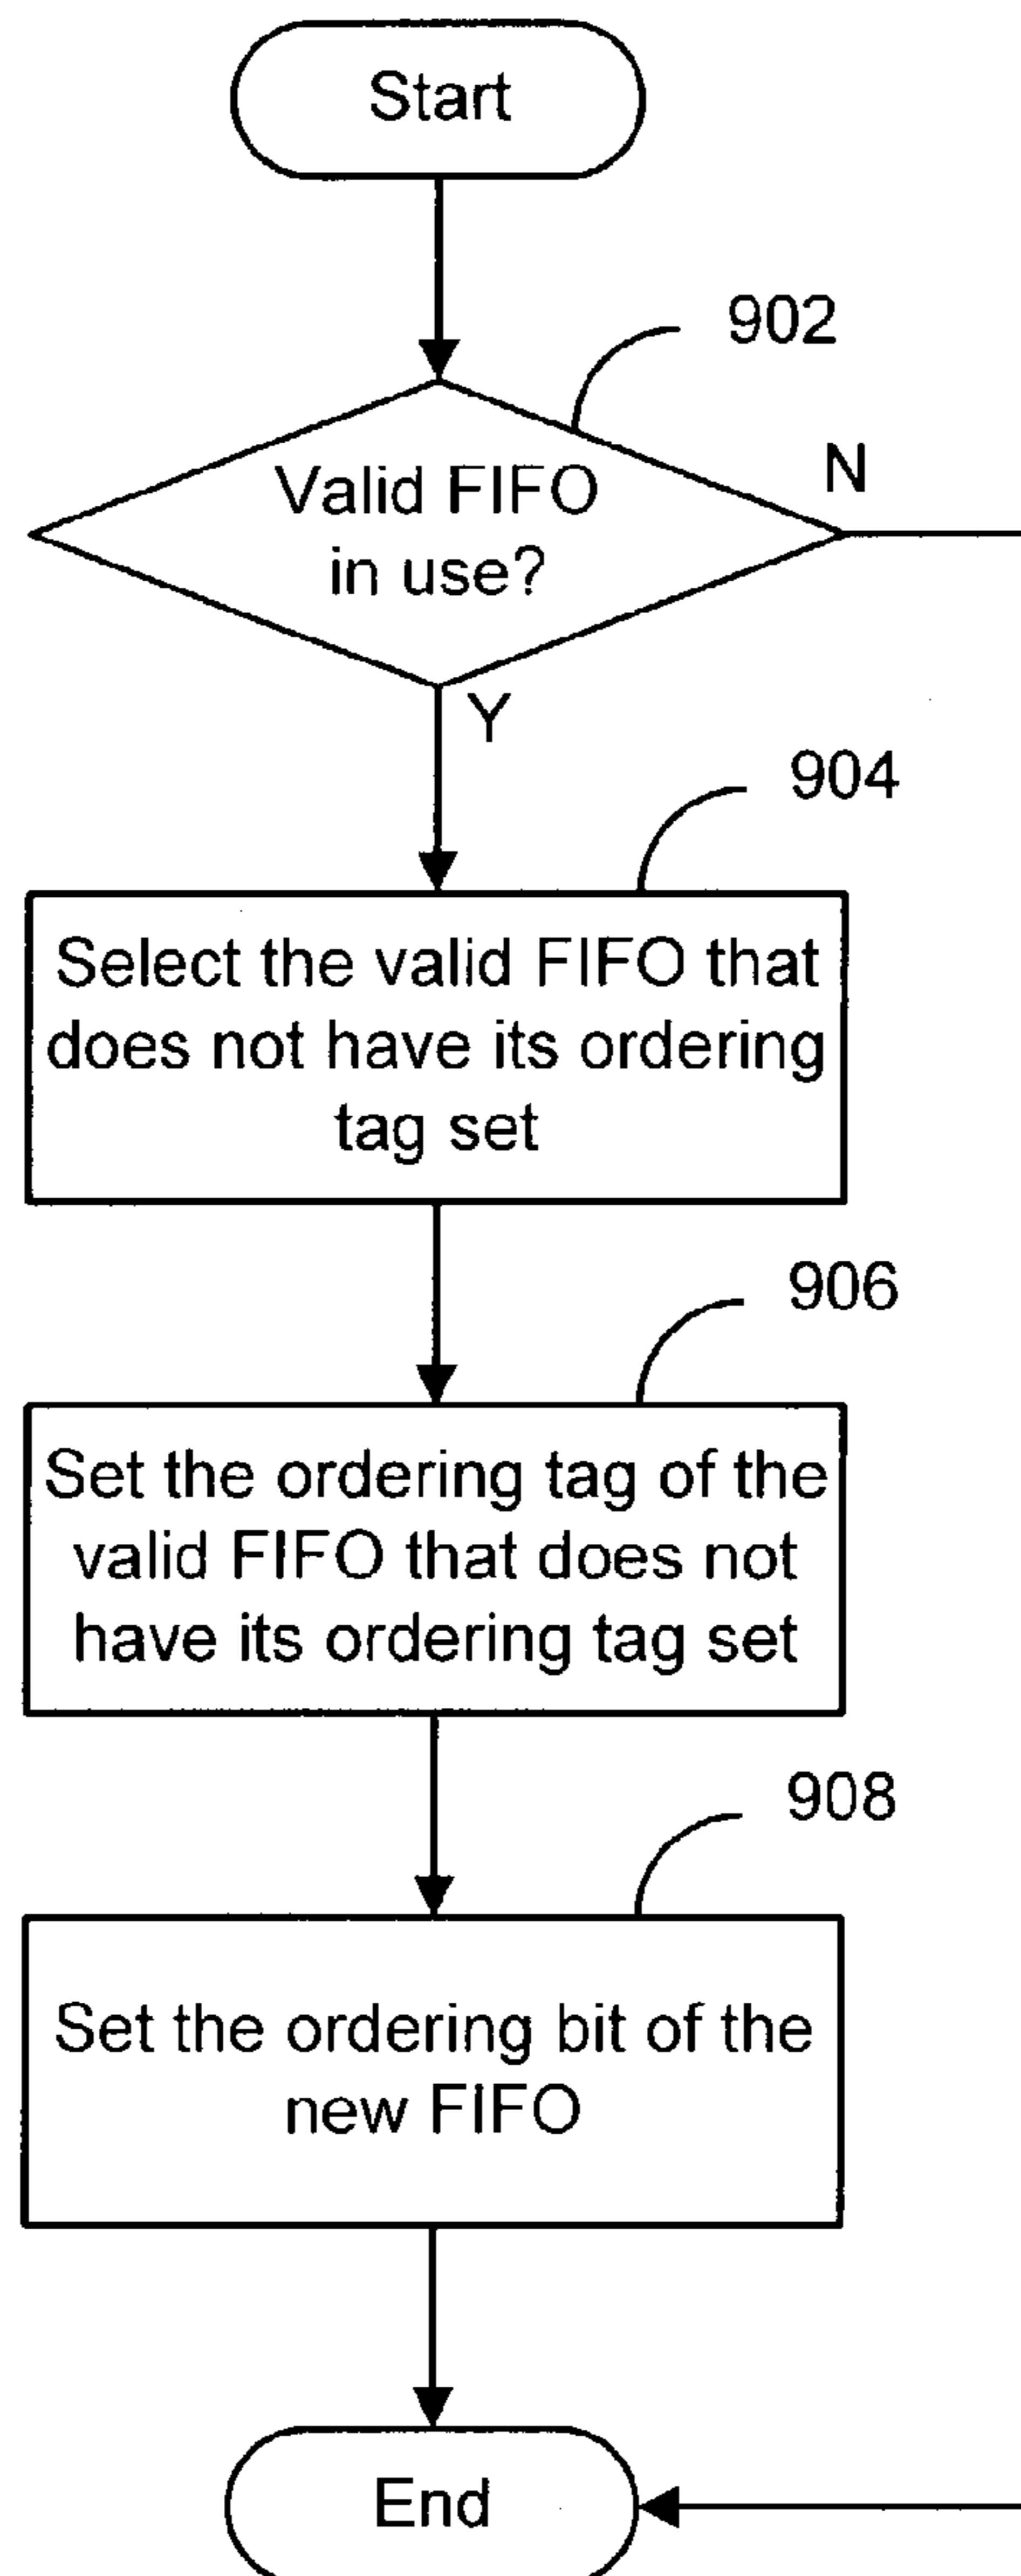 Start
902
Valid FIFO
in use?
N
Y
904
Select the valid FIFO that
does not have its ordering
tag set
906
Set the ordering tag of the
valid FIFO that does not
have its ordering tag set
908
Set the ordering bit of the
new FIFO
End